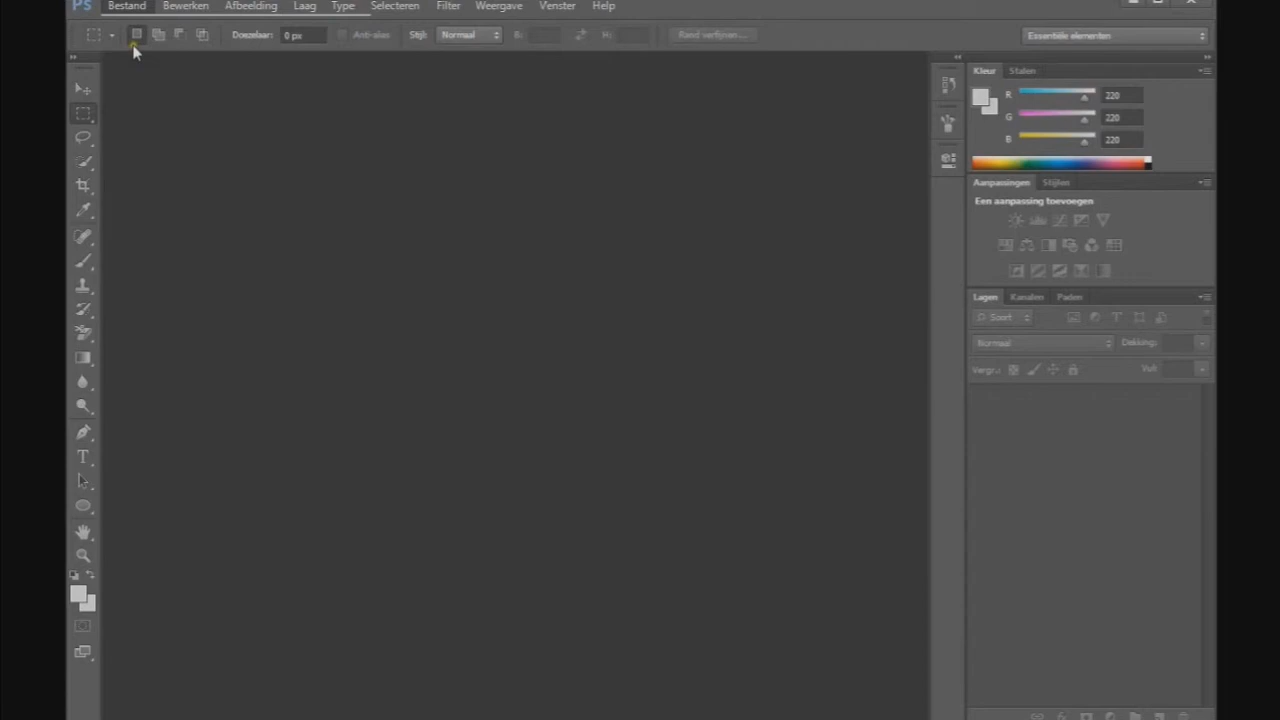 PS Bestand Bewerken Afbeelding Laag Type Selecteren Filter Weergave Venster Help
Doezelaar: 0 px Anti-alias Stijl: Normaal B: H: Rand verfijnen... Essentiële elementen
Kleur Stalen
R 220
G 220
B 220
Aanpassingen Stijlen
Een aanpassing toevoegen
Lagen Kanalen Paden
Soort
Normaal Dekking:
Vergr.: Vul: